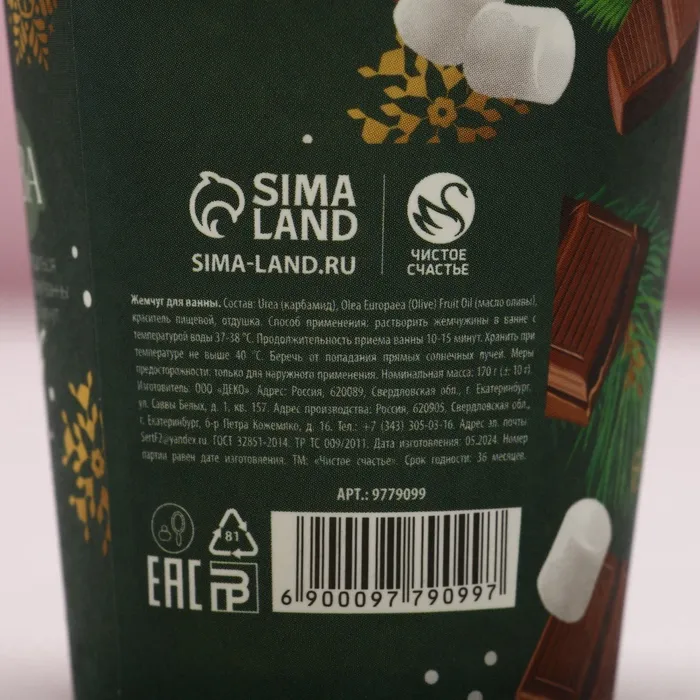 SIMA
LAND
SIMA-LAND.RU
ЧИСТОЕ
СЧАСТЬЕ
Жемчуг для ванны. Состав: Urea (карбамид), Olea Europaea (Olive) Fruit Oil (масло оливы),
краситель пищевой, отдушка. Способ применения: растворить жемчужины в ванне с
температурой воды 37-38 °C. Продолжительность приема ванны 10-15 минут. Хранить при
температуре не выше 40 °C. Беречь от попадания прямых солнечных лучей. Меры
предосторожности: только для наружного применения. Номинальная масса: 170 г (± 10 г).
Изготовитель: ООО «ДЕКО». Адрес: Россия, 620089, Свердловская обл., г. Екатеринбург,
ул. Саввы Белых, д. 1, кв. 157. Адрес производства: Россия, 620905, Свердловская обл.,
г. Екатеринбург, б-р Петра Кожемяко, д. 16. Тел.: +7 (343) 305-03-16. Адрес эл. почты:
SertF2@yandex.ru. ГОСТ 32851-2014. ТР ТС 009/2011. Дата изготовления: 05.2024. Номер
партии равен дате изготовления. ТМ: «Чистое счастье». Срок годности: 36 месяцев.
АРТ.: 9779099
81
EAC
6 900097 790997